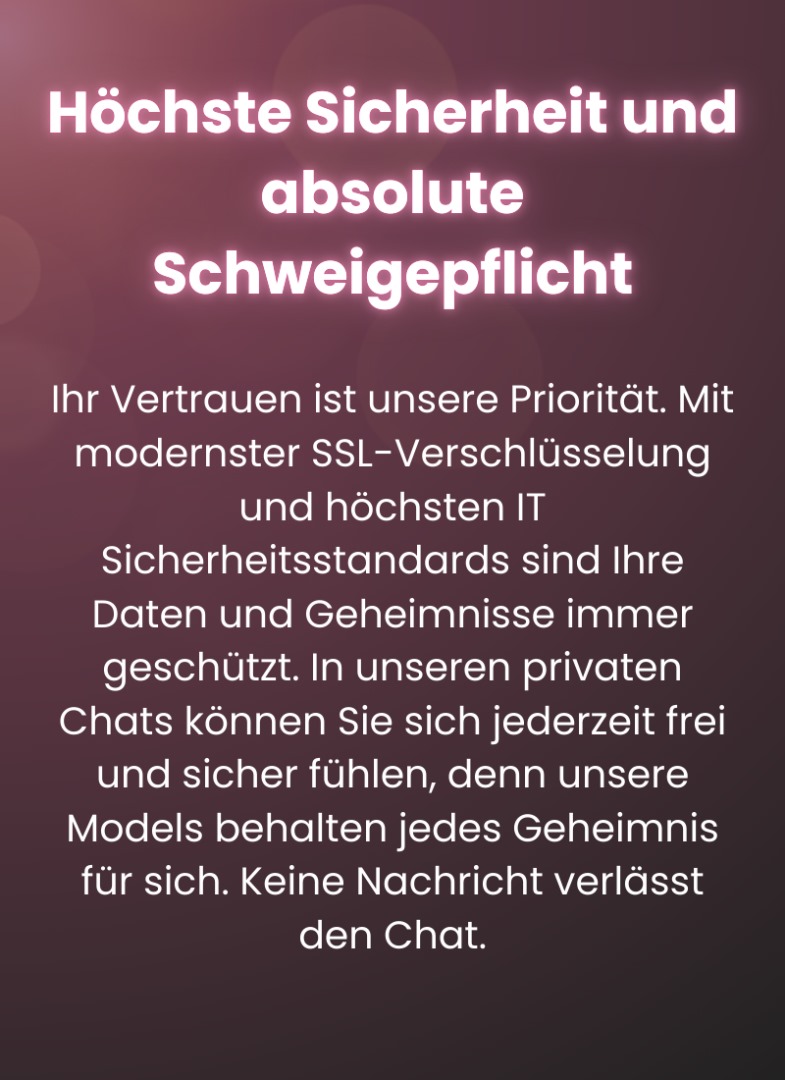 Höchste Sicherheit und
absolute
Schweigepflicht
Ihr Vertrauen ist unsere Priorität. Mit
modernster SSL-Verschlüsselung
und höchsten IT
Sicherheitsstandards sind Ihre
Daten und Geheimnisse immer
geschützt. In unseren privaten
Chats können Sie sich jederzeit frei
und sicher fühlen, denn unsere
Models behalten jedes Geheimnis
für sich. Keine Nachricht verlässt
den Chat.